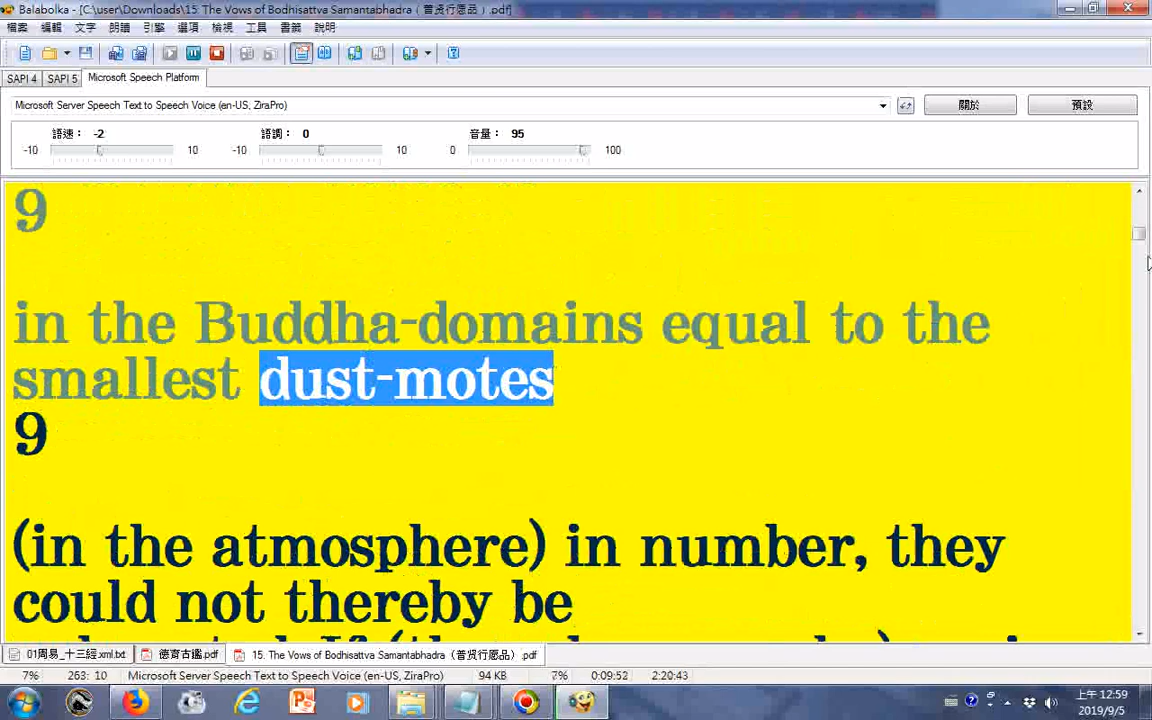 Balabolka - [C:\user\Downloads\15. The Vows of Bodhisattva Samantabhadra (普贤行愿品) .pdf]
檔案 編輯 文字 朗讀 引擎 選項 檢視 工具 書籤 說明
SAPI 4 SAPI 5 Microsoft Speech Platform
Microsoft Server Speech Text to Speech Voice (en-US, ZiraPro) 關於 預設
語速： -2 語調： 0 音量： 95
-10 10 -10 10 0 100
9
in the Buddha-domains equal to the
smallest dust-motes
9
(in the atmosphere) in number, they
could not thereby be
01周易_十三經.xml.txt 德育古鑑.pdf 15. The Vows of Bodhisattva Samantabhadra (普贤行愿品) .pdf
7% 263: 10 Microsoft Server Speech Text to Speech Voice (en-US, ZiraPro) 94 KB 7% 0:09:52 2:20:43
上午 12:59
2019/9/5